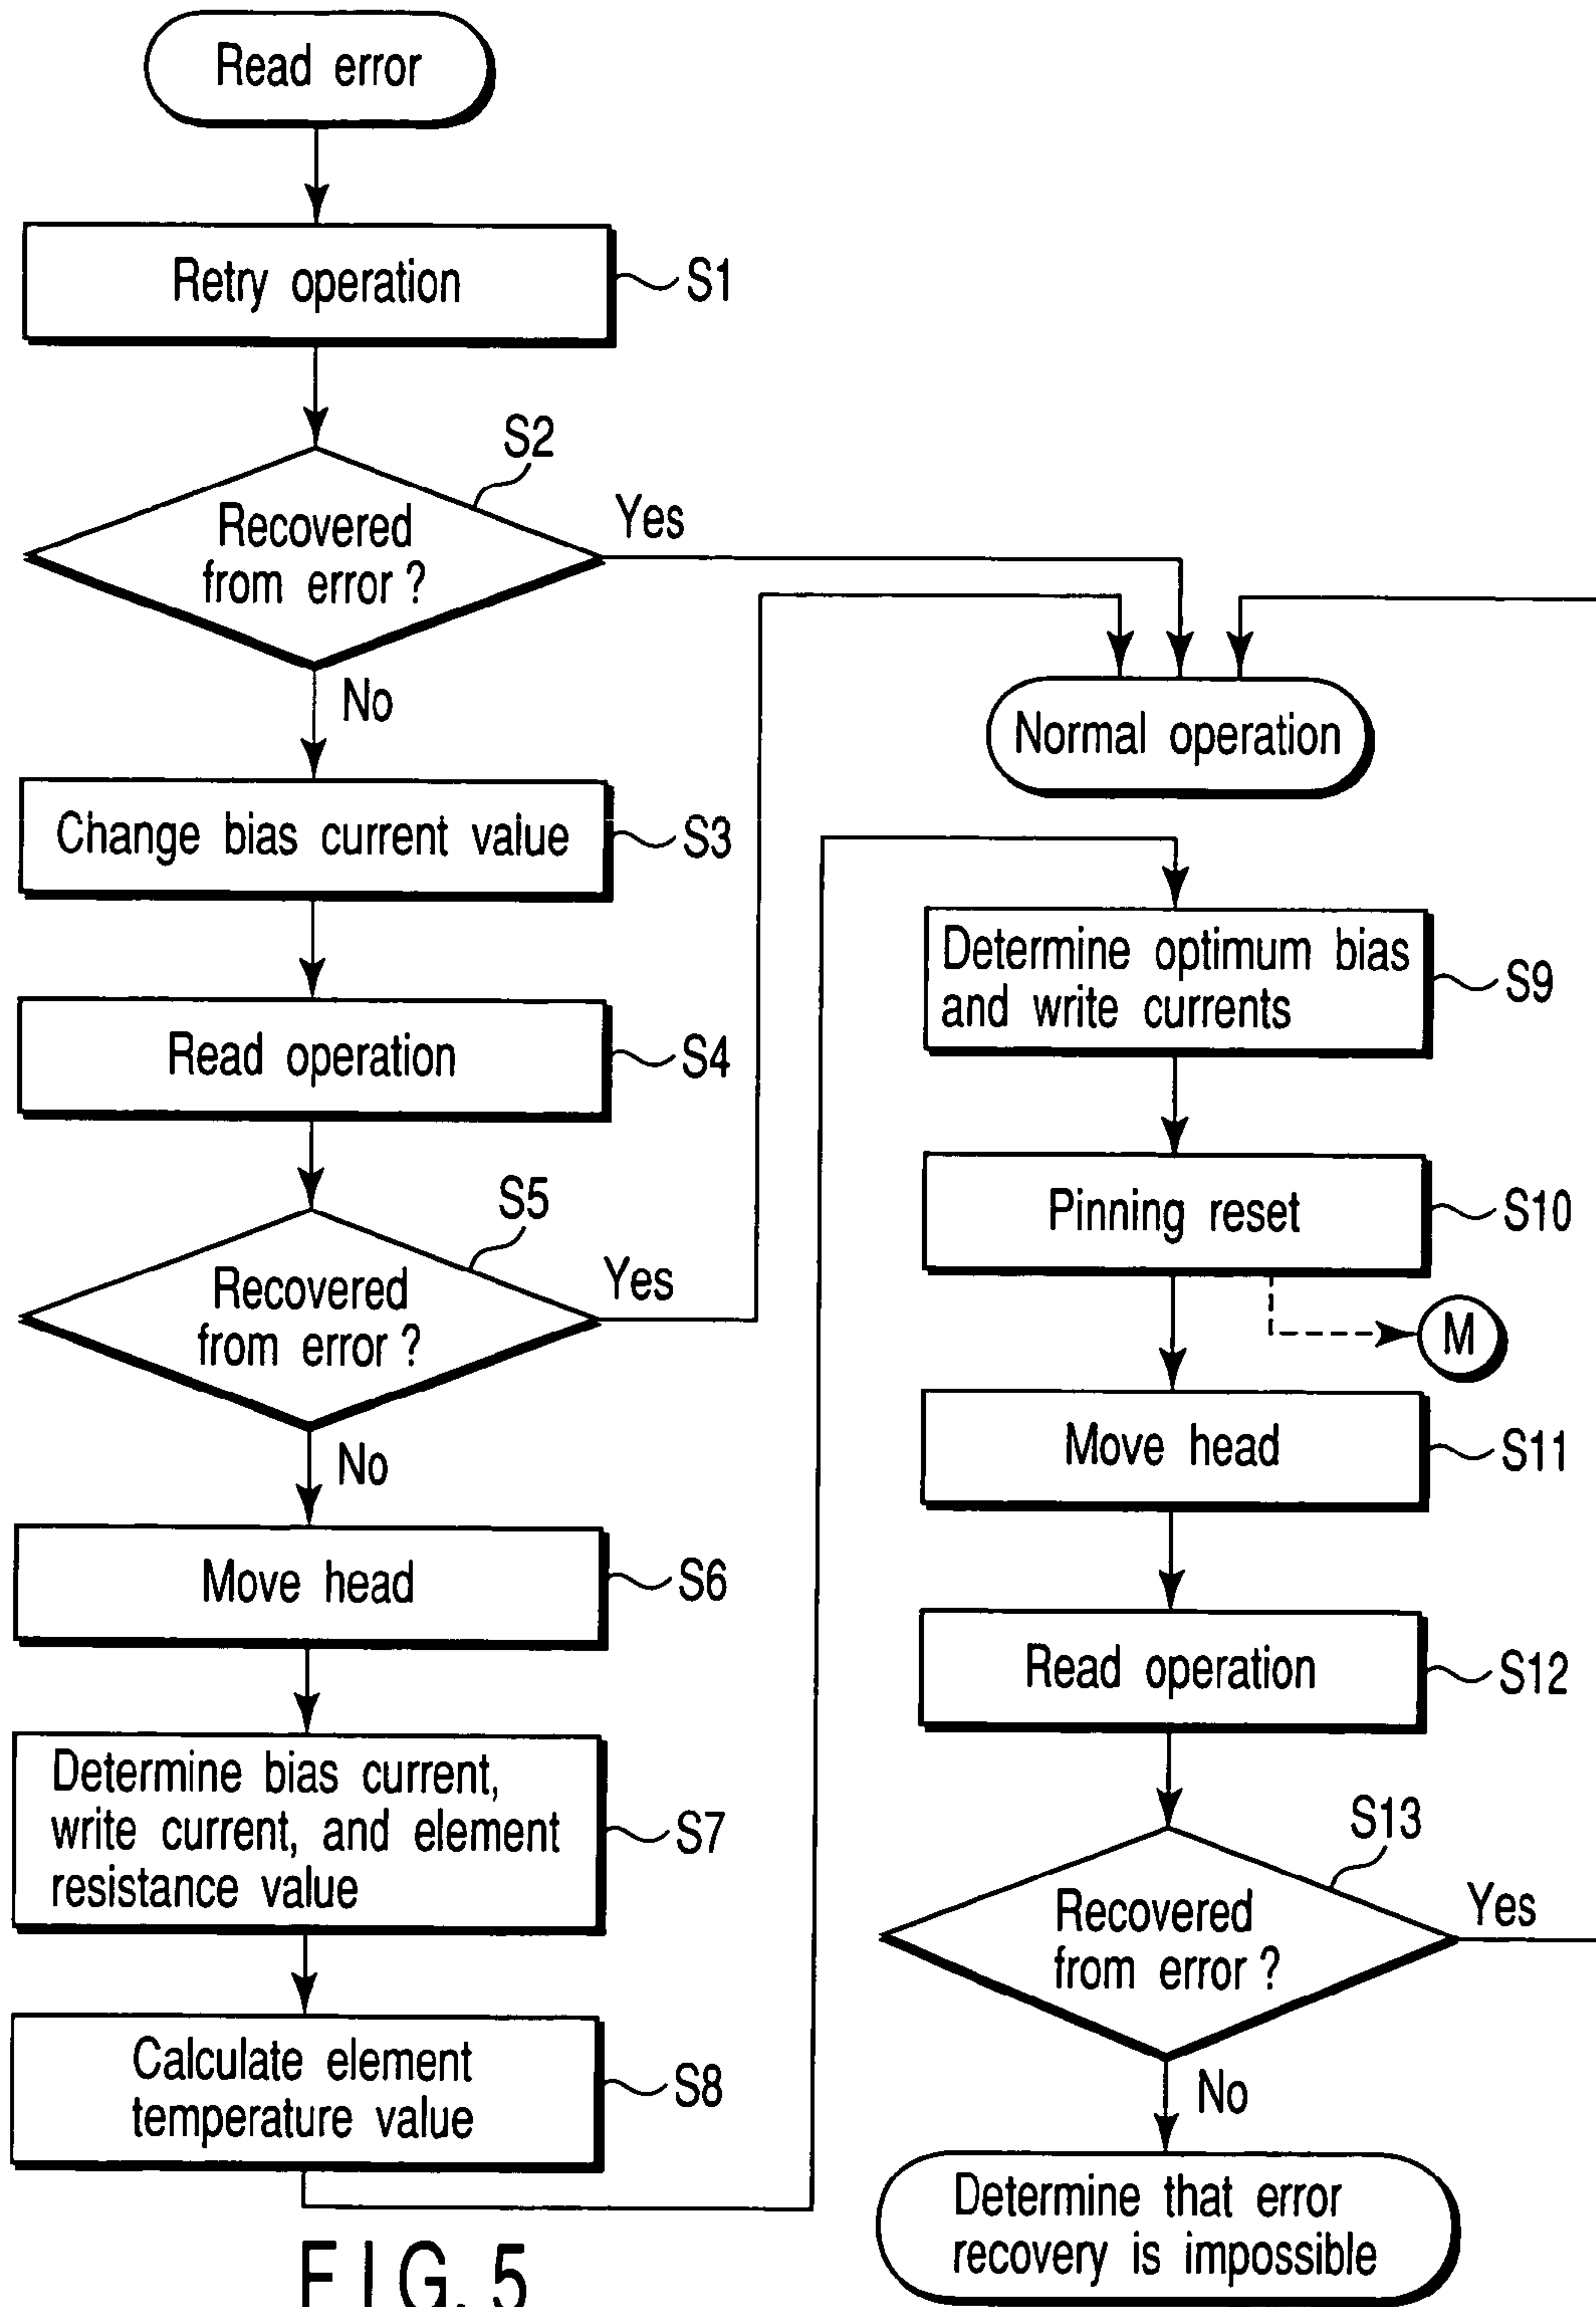 Read error
Retry operation
S1
S2
Recovered
from error ?
Yes
No
Change bias current value
S3
Read operation
S4
S5
Recovered
from error ?
Yes
No
Move head
S6
Determine bias current,
write current, and element
resistance value
S7
Calculate element
temperature value
S8
Normal operation
Determine optimum bias
and write currents
S9
Pinning reset
S10
M
Move head
S11
Read operation
S12
S13
Recovered
from error ?
Yes
No
Determine that error
recovery is impossible
FIG. 5